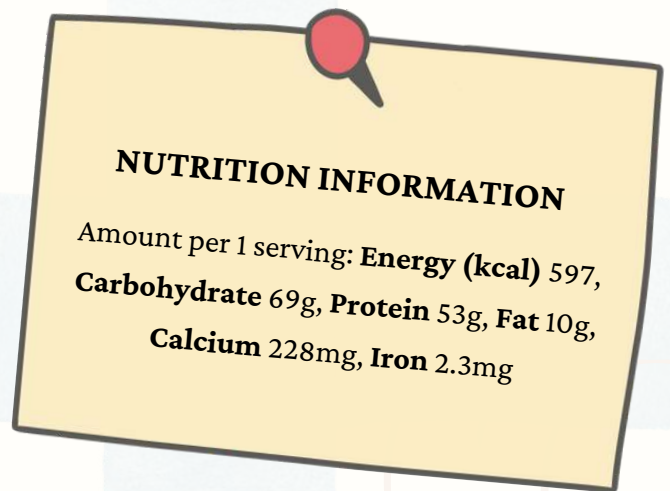 NUTRITION INFORMATION
Amount per 1 serving: Energy (kcal) 597,
Carbohydrate 69g, Protein 53g, Fat 10g,
Calcium 228mg, Iron 2.3mg